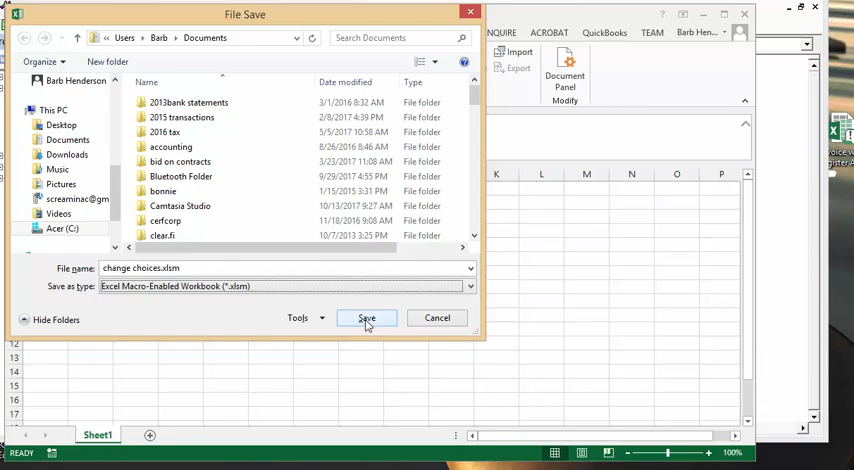 File Save
Users
Barb
Documents
Search Documents
Organize
New folder
Barb Henderson
This PC
Desktop
Documents
Downloads
Music
Pictures
screaminac@gm
Videos
Acer (C:)
Name
Date modified
Type
2013bank statements 3/1/2016 8:32 AM File folder
2015 transactions 2/8/2017 4:39 PM File folder
2016 tax 5/5/2017 10:58 AM File folder
accounting 8/26/2016 8:46 AM File folder
bid on contracts 3/23/2017 11:08 AM File folder
Bluetooth Folder 9/29/2017 4:55 PM File folder
bonnie 1/15/2015 3:31 PM File folder
Camtasia Studio 10/13/2017 9:27 AM File folder
cerfcorp 11/18/2016 9:08 AM File folder
clear.fi 10/7/2013 3:25 PM File folder
File name: change choices.xlsm
Save as type: Excel Macro-Enabled Workbook (*.xlsm)
Hide Folders
Tools
Save
Cancel
NQUIRE ACROBAT QuickBooks TEAM Barb Hen...
Import
Export
Document
Panel
Modify
K L M N O P
12
13
14
15
16
17
Sheet1
READY
100%